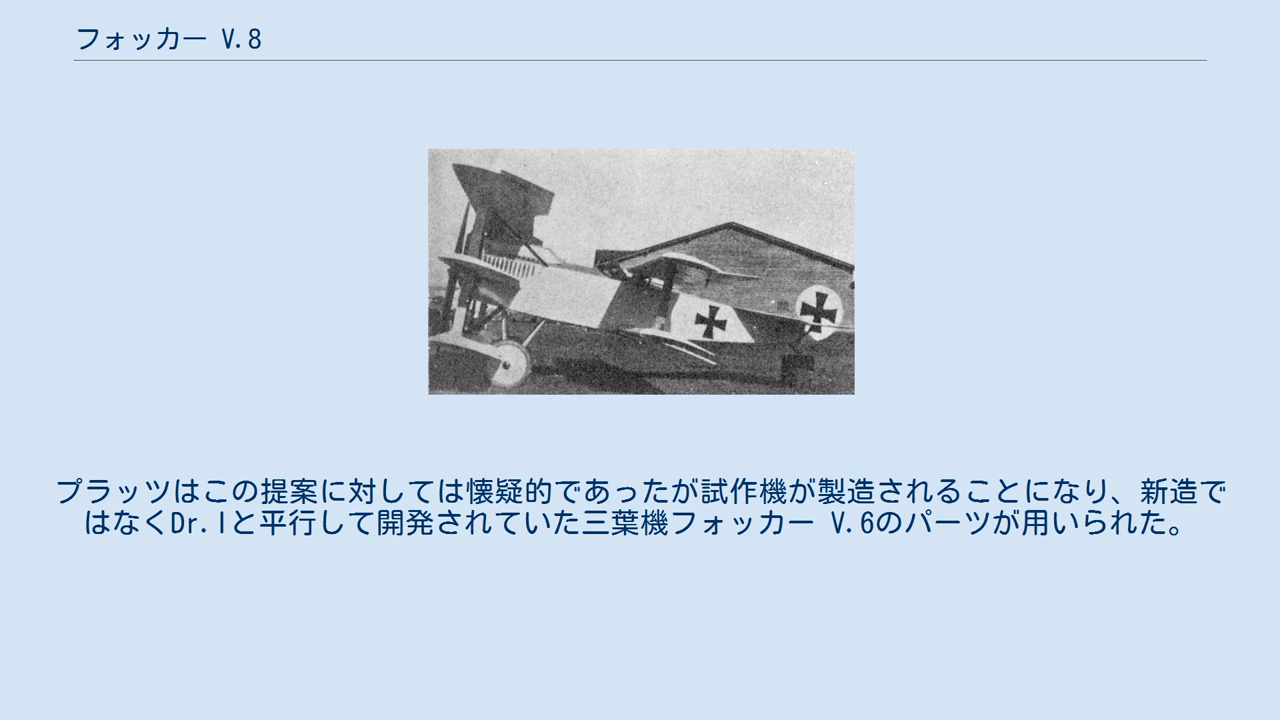 フォッカー V.8
プラッツはこの提案に対しては懐疑的であったが試作機が製造されることになり、新造で
はなくDr.Iと平行して開発されていた三葉機フォッカー V.6のパーツが用いられた。